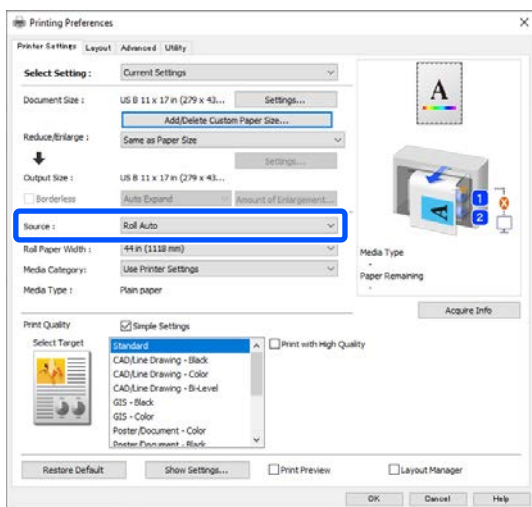 Printing Preferences
Printer Settings Layout Advanced Utility
Select Setting : Current Settings
Document Size : US B 11 x 17 in (279 x 43... Settings...
Add/Delete Custom Paper Size...
Reduce/Enlarge : Same as Paper Size
Settings...
Output Size : US B 11 x 17 in (279 x 43...
Borderless Auto Expand Amount of Enlargement...
Source : Roll Auto
Roll Paper Width : 44 in (1118 mm)
Media Category: Use Printer Settings
Media Type : Plain paper
A
A
1
2
Media Type
-
Paper Remaining
-
Acquire Info
Print Quality Simple Settings
Select Target
Standard
Print with High Quality
CAD/Line Drawing - Black
CAD/Line Drawing - Color
CAD/Line Drawing - Bi-Level
GIS - Black
GIS - Color
Poster/Document - Color
Poster/Document - Black
Restore Default Show Settings... Print Preview Layout Manager
OK Cancel Help